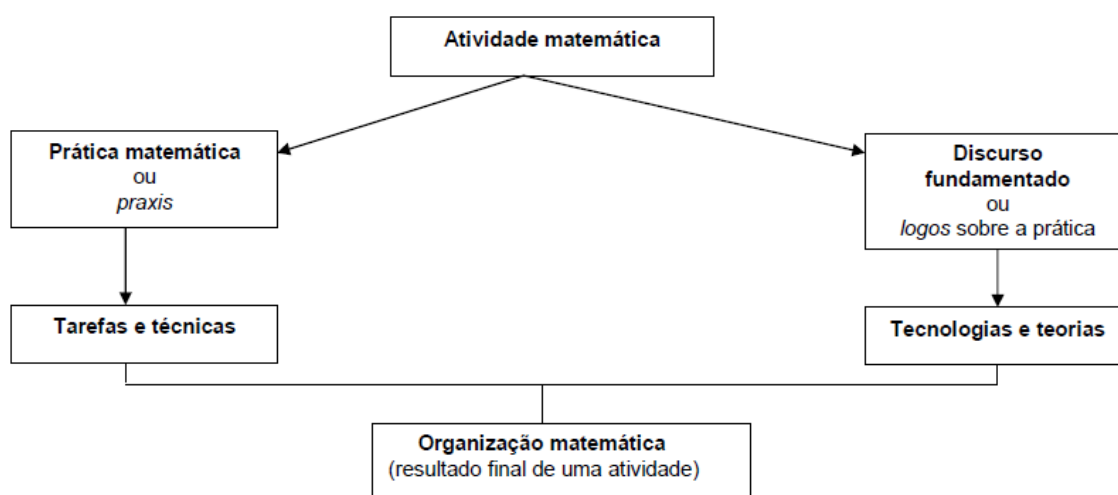 Atividade matemática
Prática matemática
ou
praxis
Discurso
fundamentado
ou
logos sobre a prática
Tarefas e técnicas
Tecnologias e teorias
Organização matemática
(resultado final de uma atividade)